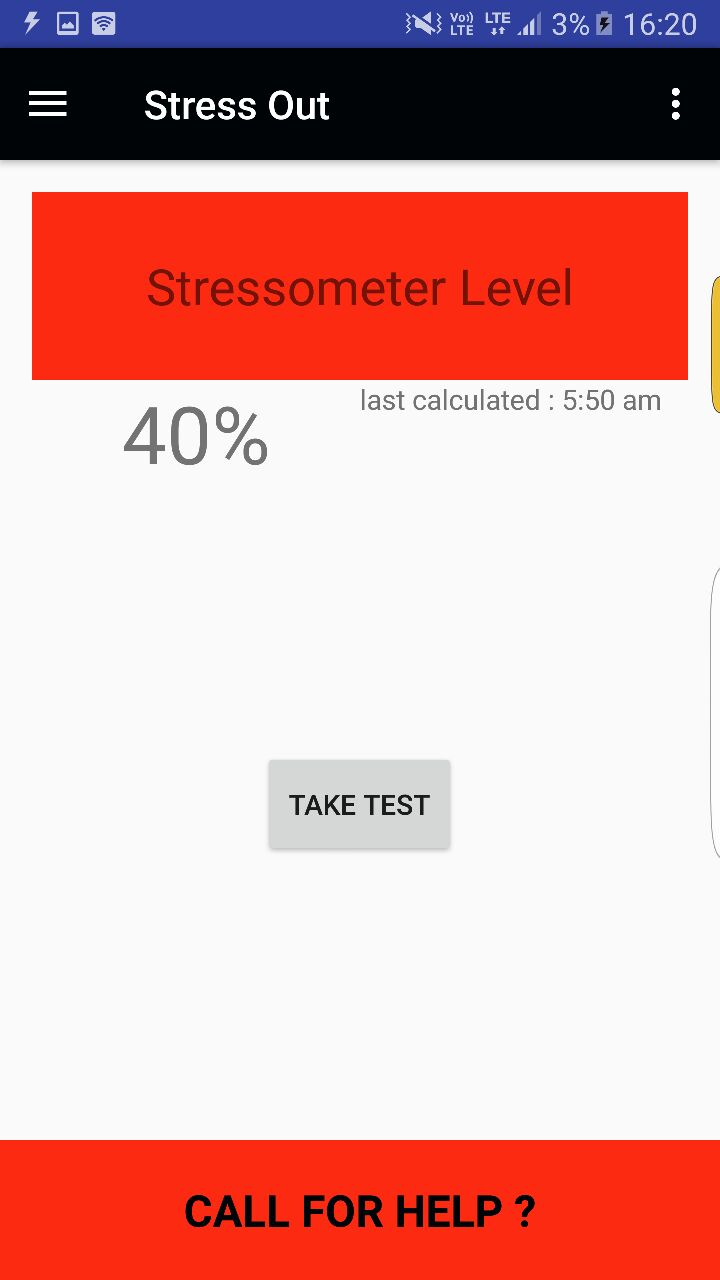 Vo)) LTE LTE 3% 16:20
Stress Out
Stressometer Level
last calculated : 5:50 am
40%
TAKE TEST
CALL FOR HELP ?